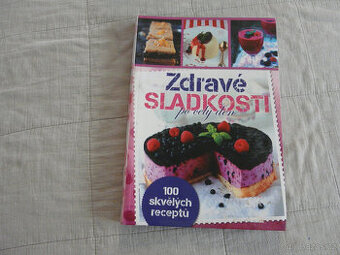 Zdravé
SLADKOSTI
po celý den
100
skvělých
receptů